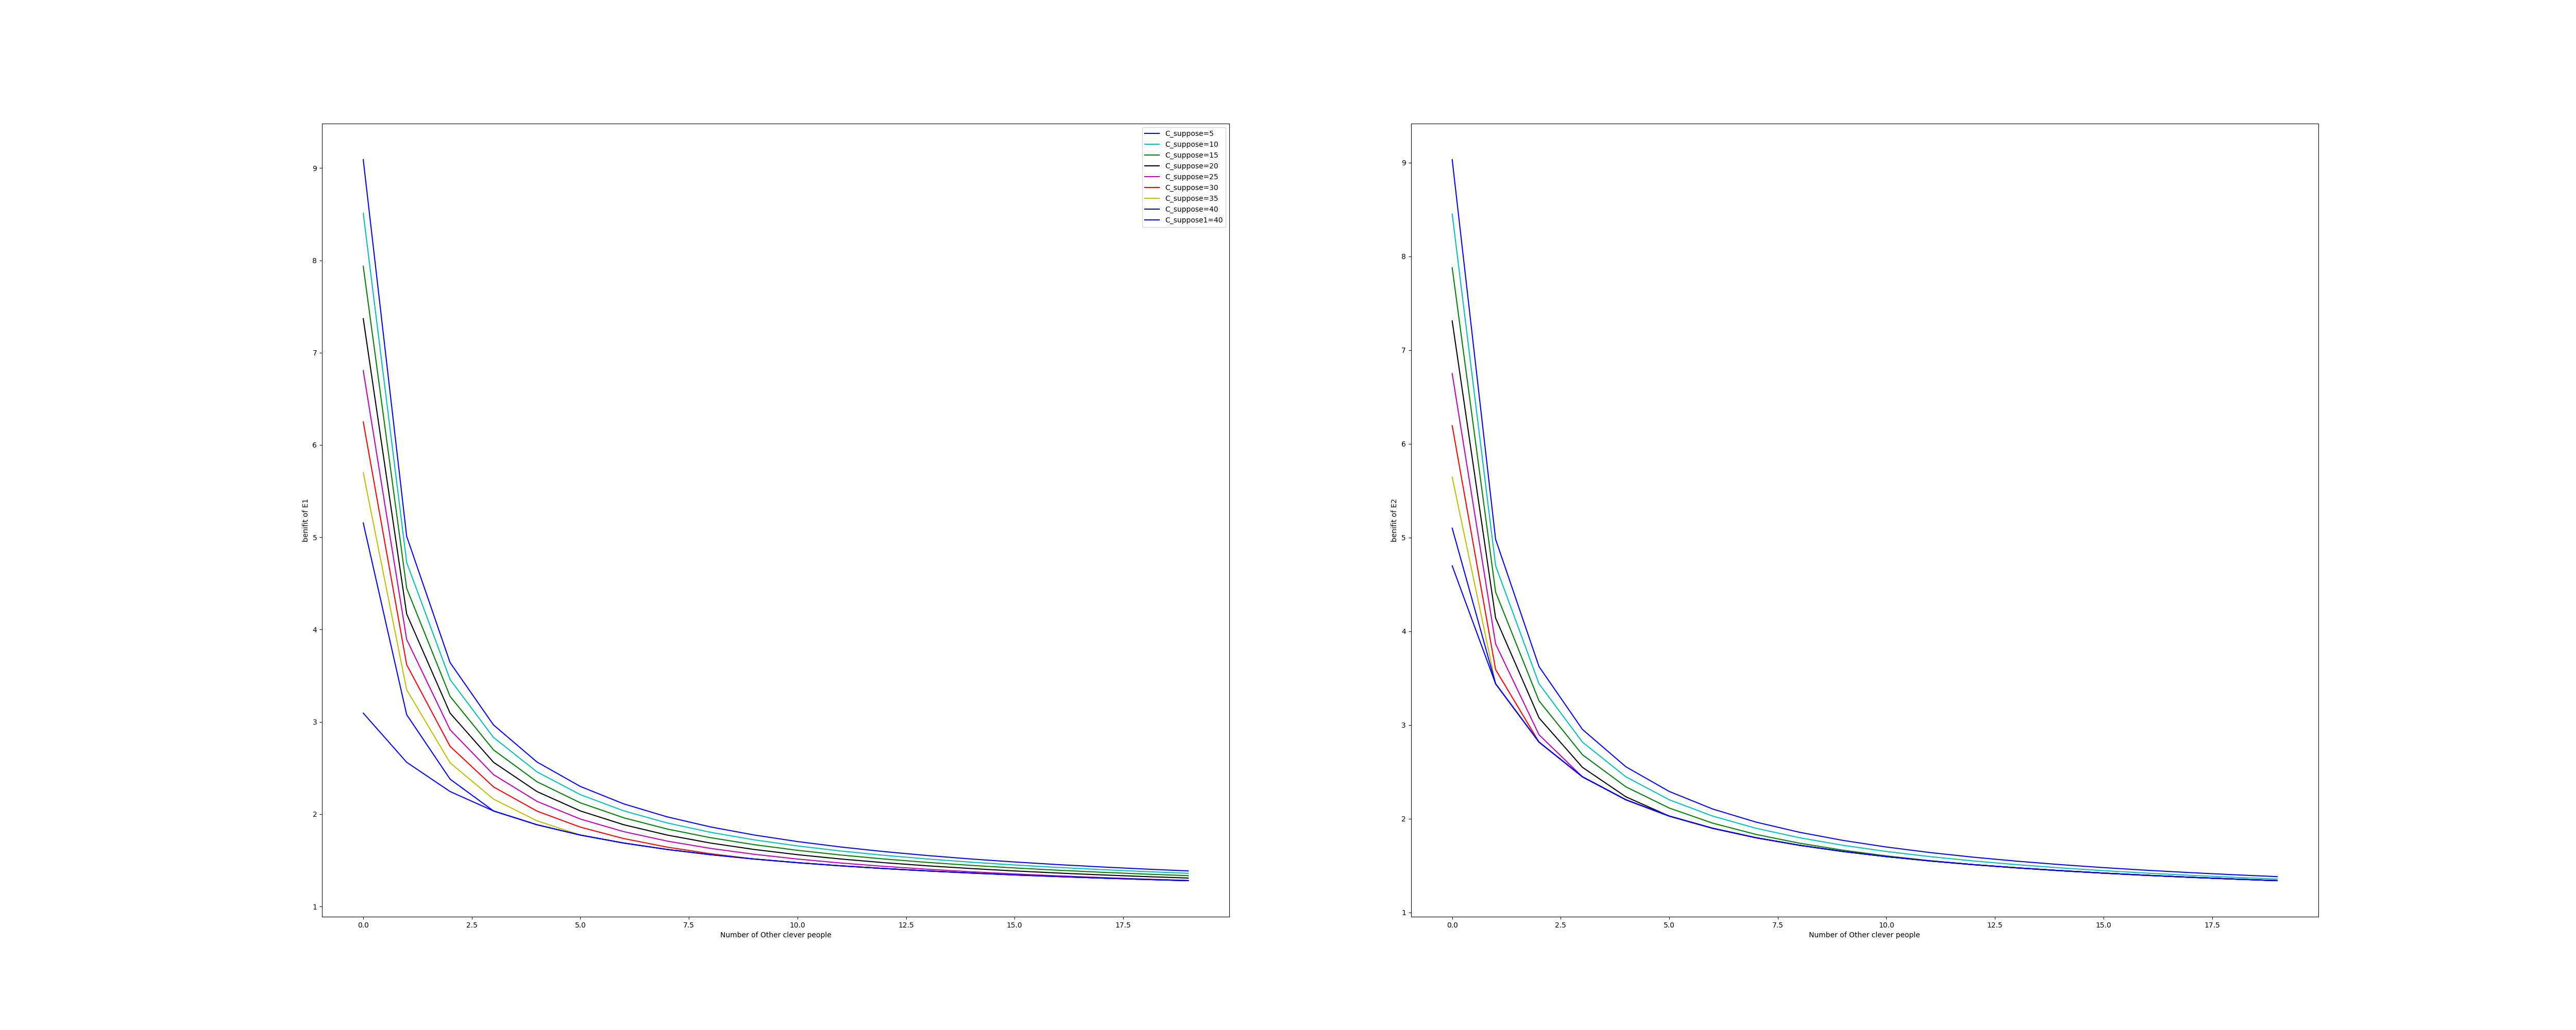 9
8
7
6
5
4
3
2
1
benifit of E1
0.0 2.5 5.0 7.5 10.0 12.5 15.0 17.5
Number of Other clever people
C_suppose=5
C_suppose=10
C_suppose=15
C_suppose=20
C_suppose=25
C_suppose=30
C_suppose=35
C_suppose=40
C_suppose1=40
9
8
7
6
5
4
3
2
1
benifit of E2
0.0 2.5 5.0 7.5 10.0 12.5 15.0 17.5
Number of Other clever people